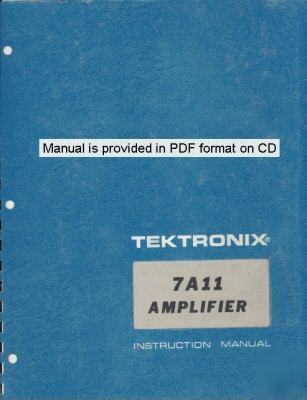 Manual is provided in PDF format on CD
TEKTRONIX®
7A11
AMPLIFIER
INSTRUCTION MANUAL